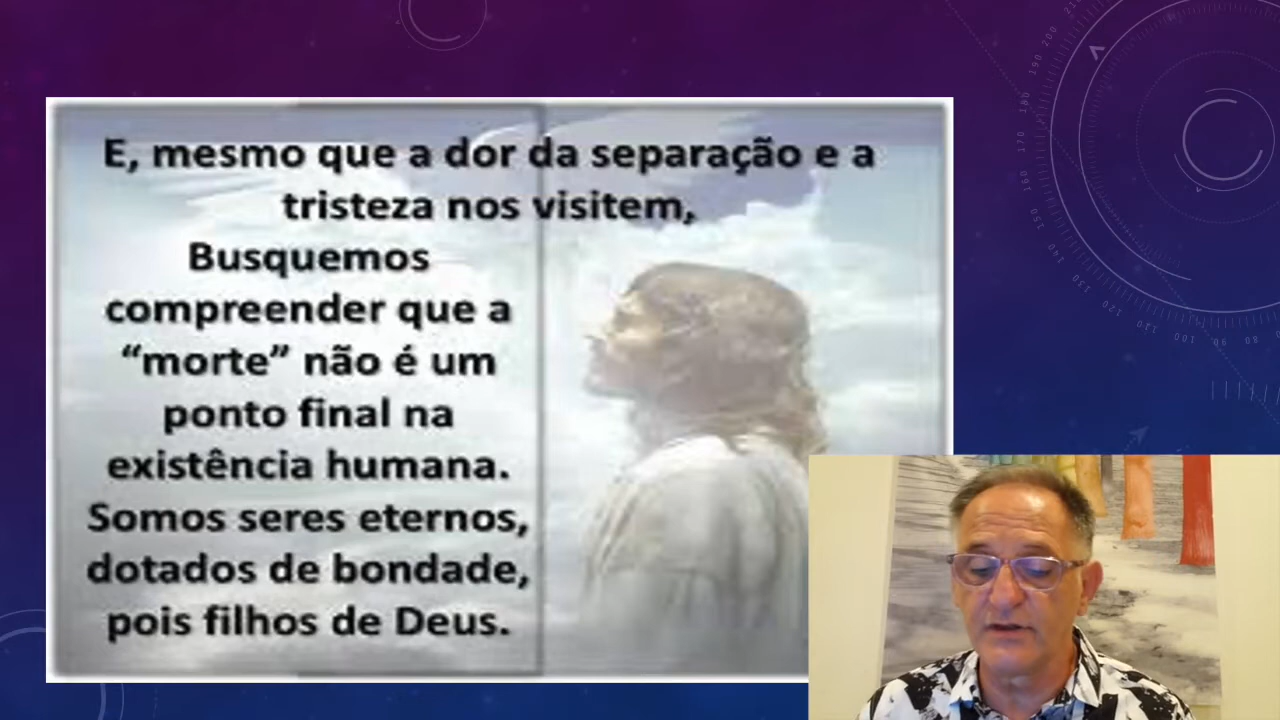 E, mesmo que a dor da separação e a
tristeza nos visitem,
Busquemos
compreender que a
“morte” não é um
ponto final na
existência humana.
Somos seres eternos,
dotados de bondade,
pois filhos de Deus.